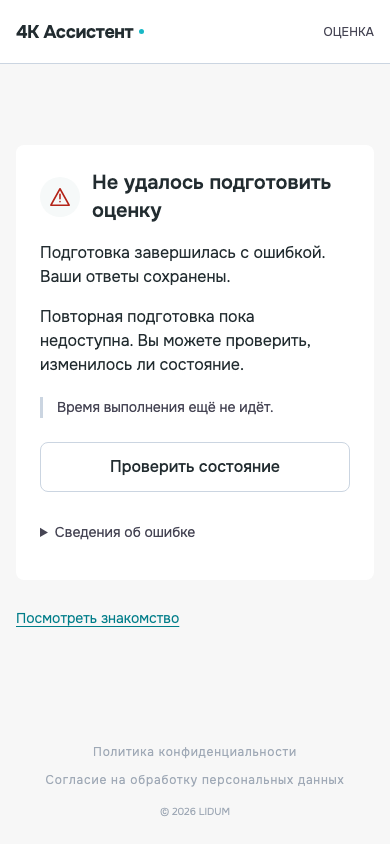 4К Ассистент
ОЦЕНКА
Не удалось подготовить
оценку
Подготовка завершилась с ошибкой.
Ваши ответы сохранены.
Повторная подготовка пока
недоступна. Вы можете проверить,
изменилось ли состояние.
Время выполнения ещё не идёт.
Проверить состояние
Сведения об ошибке
Посмотреть знакомство
Политика конфиденциальности
Согласие на обработку персональных данных
© 2026 LIDUM